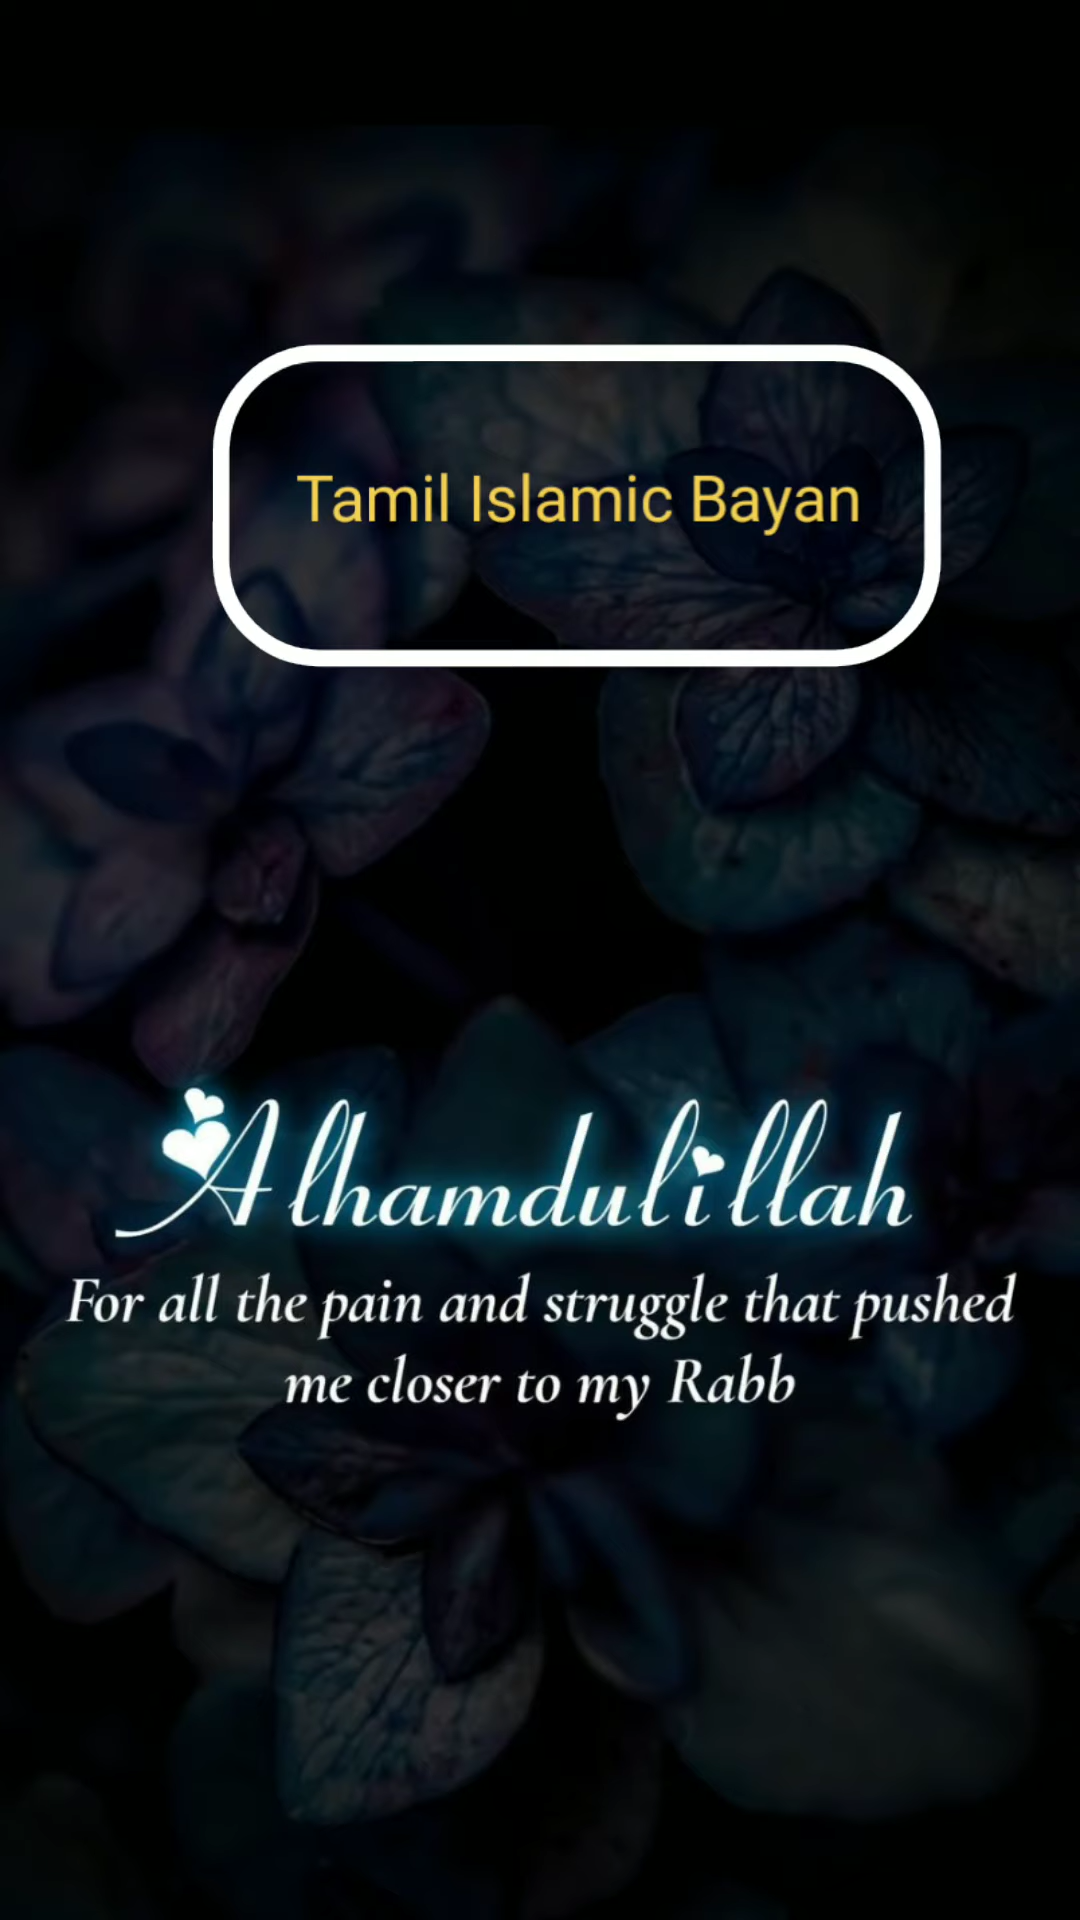 Tamil Islamic Bayan
Alhamdulillah
For all the pain and struggle that pushed
me closer to my Rabb